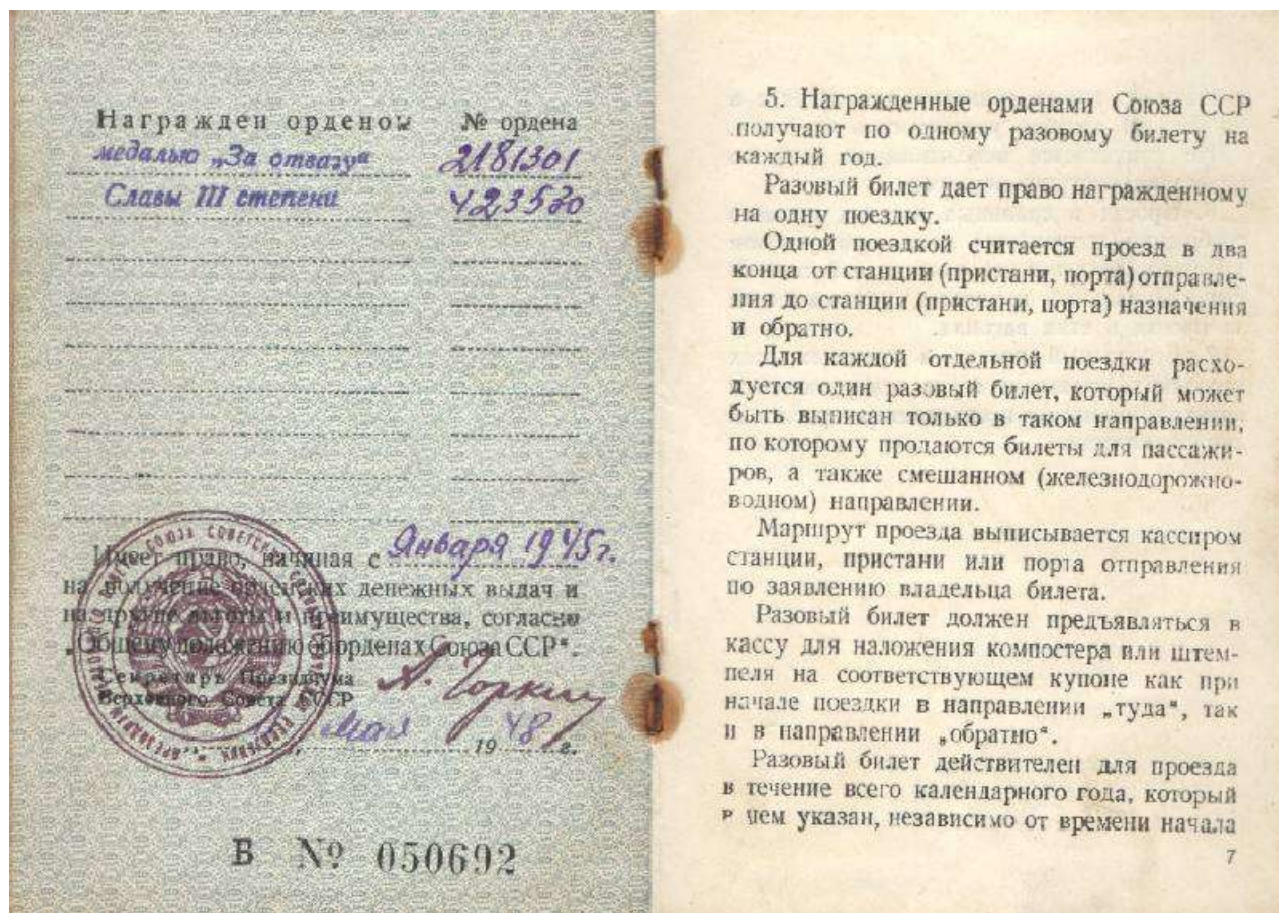 Награжден орденом № ордена
медалью „За отвагу“ 2181301
Славы III степени 423530
Имеет право, начиная с Января 1945г.
на получение орденских денежных выдач и
на другие льготы и преимущества, согласно
„Общему положению об орденах Союза ССР“.
Секретарь Президиума
Верховного Совета СССР
А. Горкин
Мая 1948 г.
В № 050692
5. Награжденные орденами Союза ССР
получают по одному разовому билету на
каждый год.
Разовый билет дает право награжденному
на одну поездку.
Одной поездкой считается проезд в два
конца от станции (пристани, порта) отправле-
ния до станции (пристани, порта) назначения
и обратно.
Для каждой отдельной поездки расхо-
дуется один разовый билет, который может
быть выписан только в таком направлении,
по которому продаются билеты для пассажи-
ров, а также смешанном (железнодорожно-
водном) направлении.
Маршрут проезда выписывается кассиром
станции, пристани или порта отправления
по заявлению владельца билета.
Разовый билет должен предъявляться в
кассу для наложения компостера или штем-
пеля на соответствующем купоне как при
начале поездки в направлении „туда“, так
и в направлении „обратно“.
Разовый билет действителен для проезда
в течение всего календарного года, который
в нем указан, независимо от времени начала
7